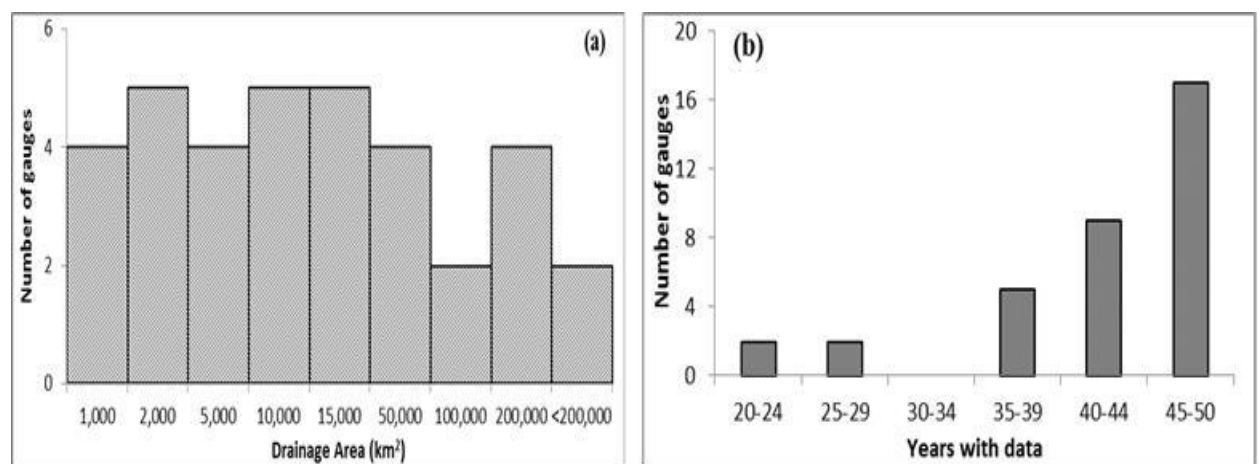 (a)
Number of gauges
6
4
2
0
1,000 2,000 5,000 10,000 15,000 50,000 100,000 200,000 <200,000
Drainage Area (km²)
(b)
Number of gauges
20
16
12
8
4
0
20-24 25-29 30-34 35-39 40-44 45-50
Years with data